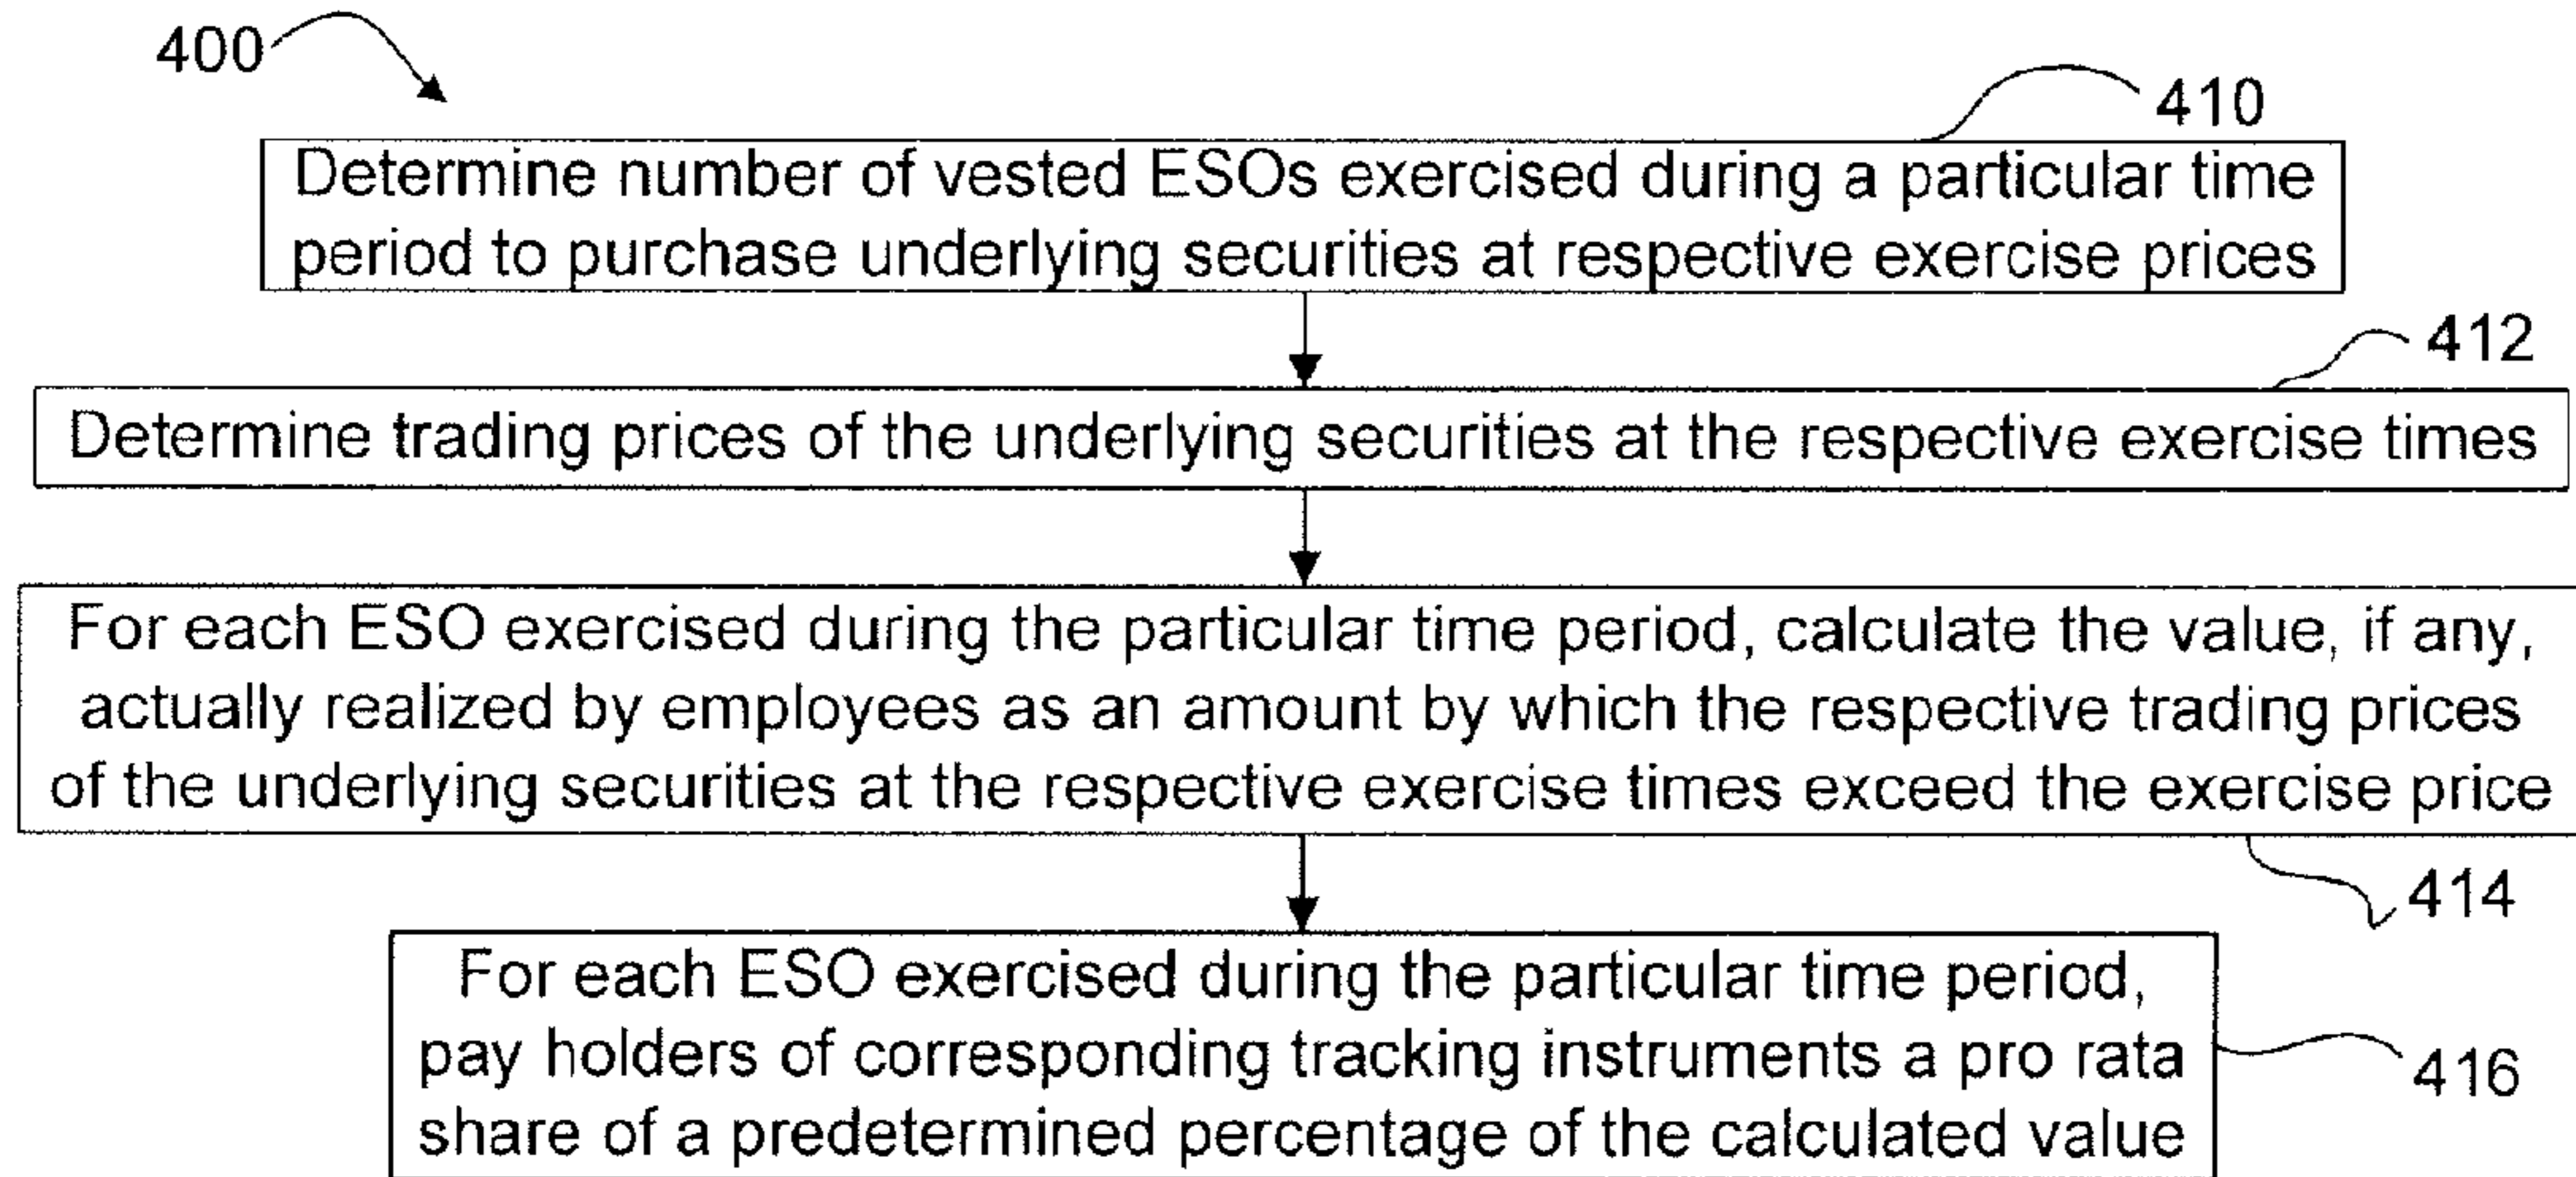 400
410
Determine number of vested ESOs exercised during a particular time
period to purchase underlying securities at respective exercise prices
412
Determine trading prices of the underlying securities at the respective exercise times
For each ESO exercised during the particular time period, calculate the value, if any,
actually realized by employees as an amount by which the respective trading prices
of the underlying securities at the respective exercise times exceed the exercise price
414
For each ESO exercised during the particular time period,
pay holders of corresponding tracking instruments a pro rata
share of a predetermined percentage of the calculated value
416